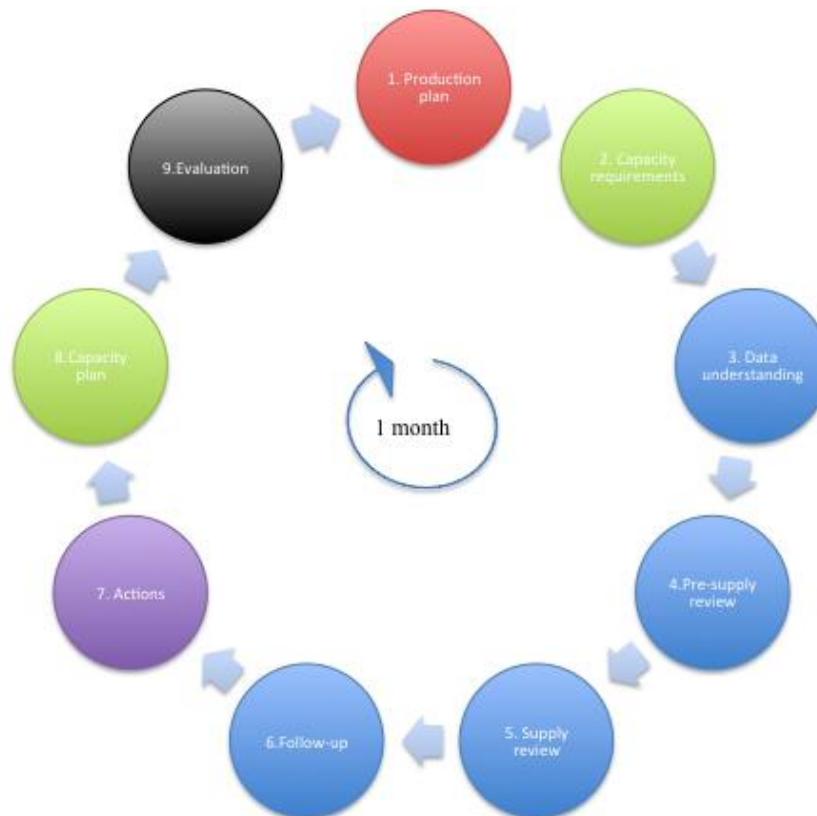 1. Production
plan
2. Capacity
requirements
3. Data
understanding
4.Pre-supply
review
5. Supply
review
6.Follow-up
7. Actions
8.Capacity
plan
9.Evaluation
1 month